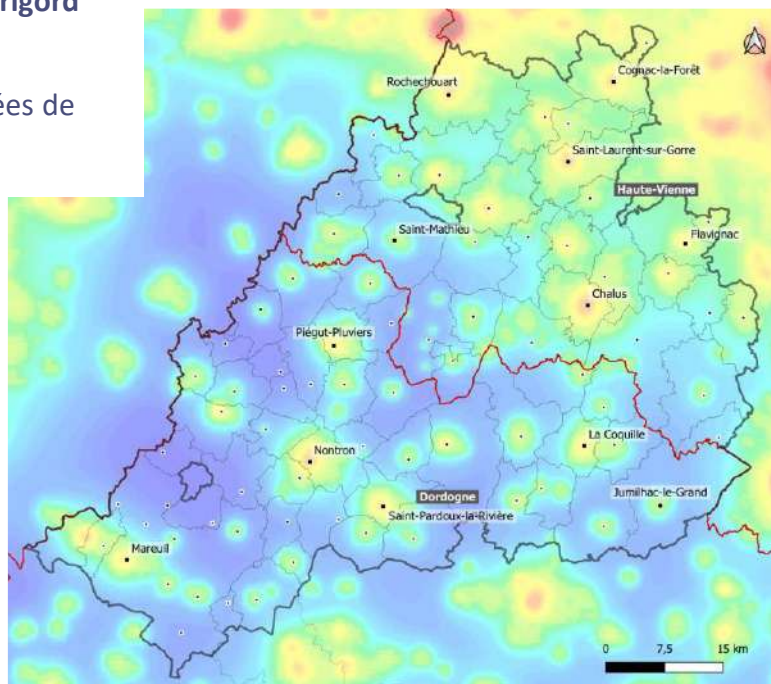 rigord
ées de
Rochechouart
Cognac-la-Forêt
Saint-Laurent-sur-Gorre
Haute-Vienne
Saint-Mathieu
Flavignac
Chalus
Piégut-Pluviers
La Coquille
Nontron
Dordogne
Jumilhac-le-Grand
Saint-Pardoux-la-Rivière
Mareuil
0 7,5 15 km